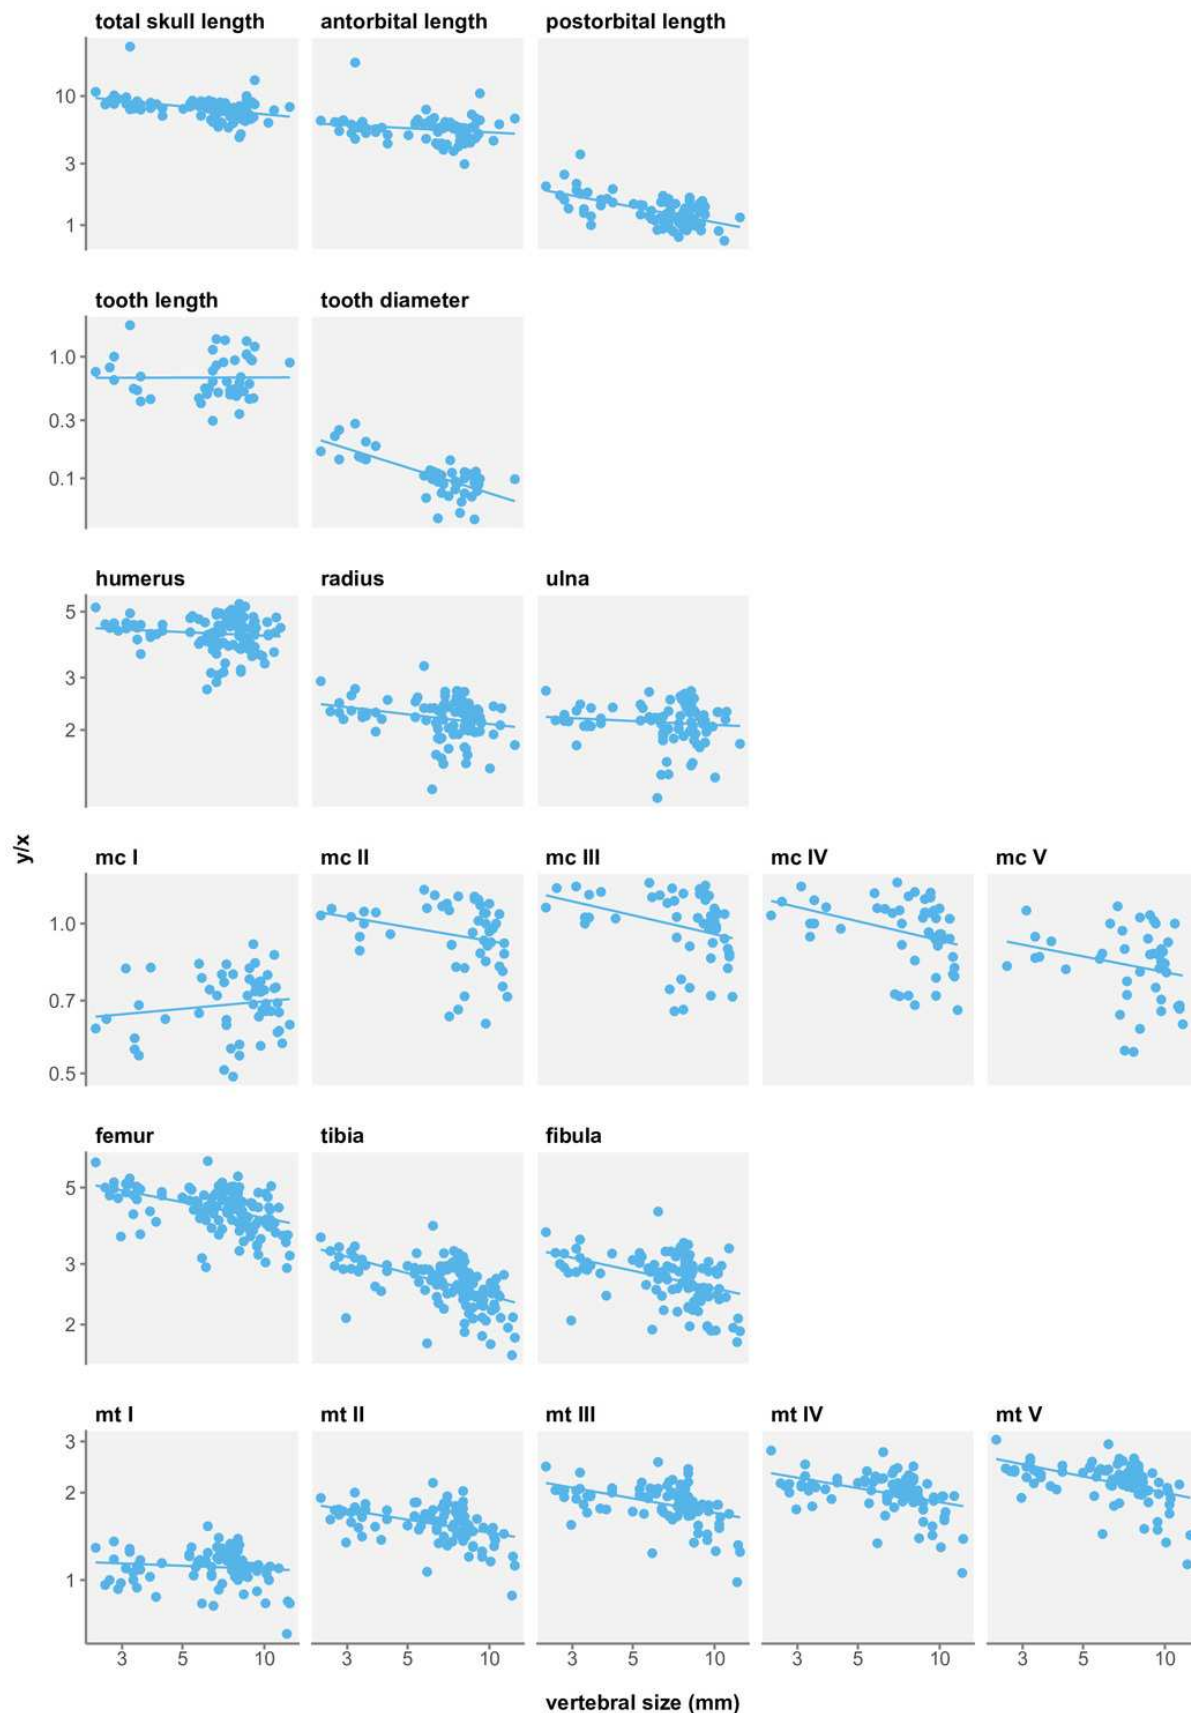 total skull length antorbital length postorbital length
10
3
1
tooth length tooth diameter
1.0
0.3
0.1
humerus radius ulna
5
3
2
y/x
mc I mc II mc III mc IV mc V
1.0
0.7
0.5
femur tibia fibula
5
3
2
mt I mt II mt III mt IV mt V
3
2
1
3 5 10 3 5 10 3 5 10 3 5 10 3 5 10
vertebral size (mm)